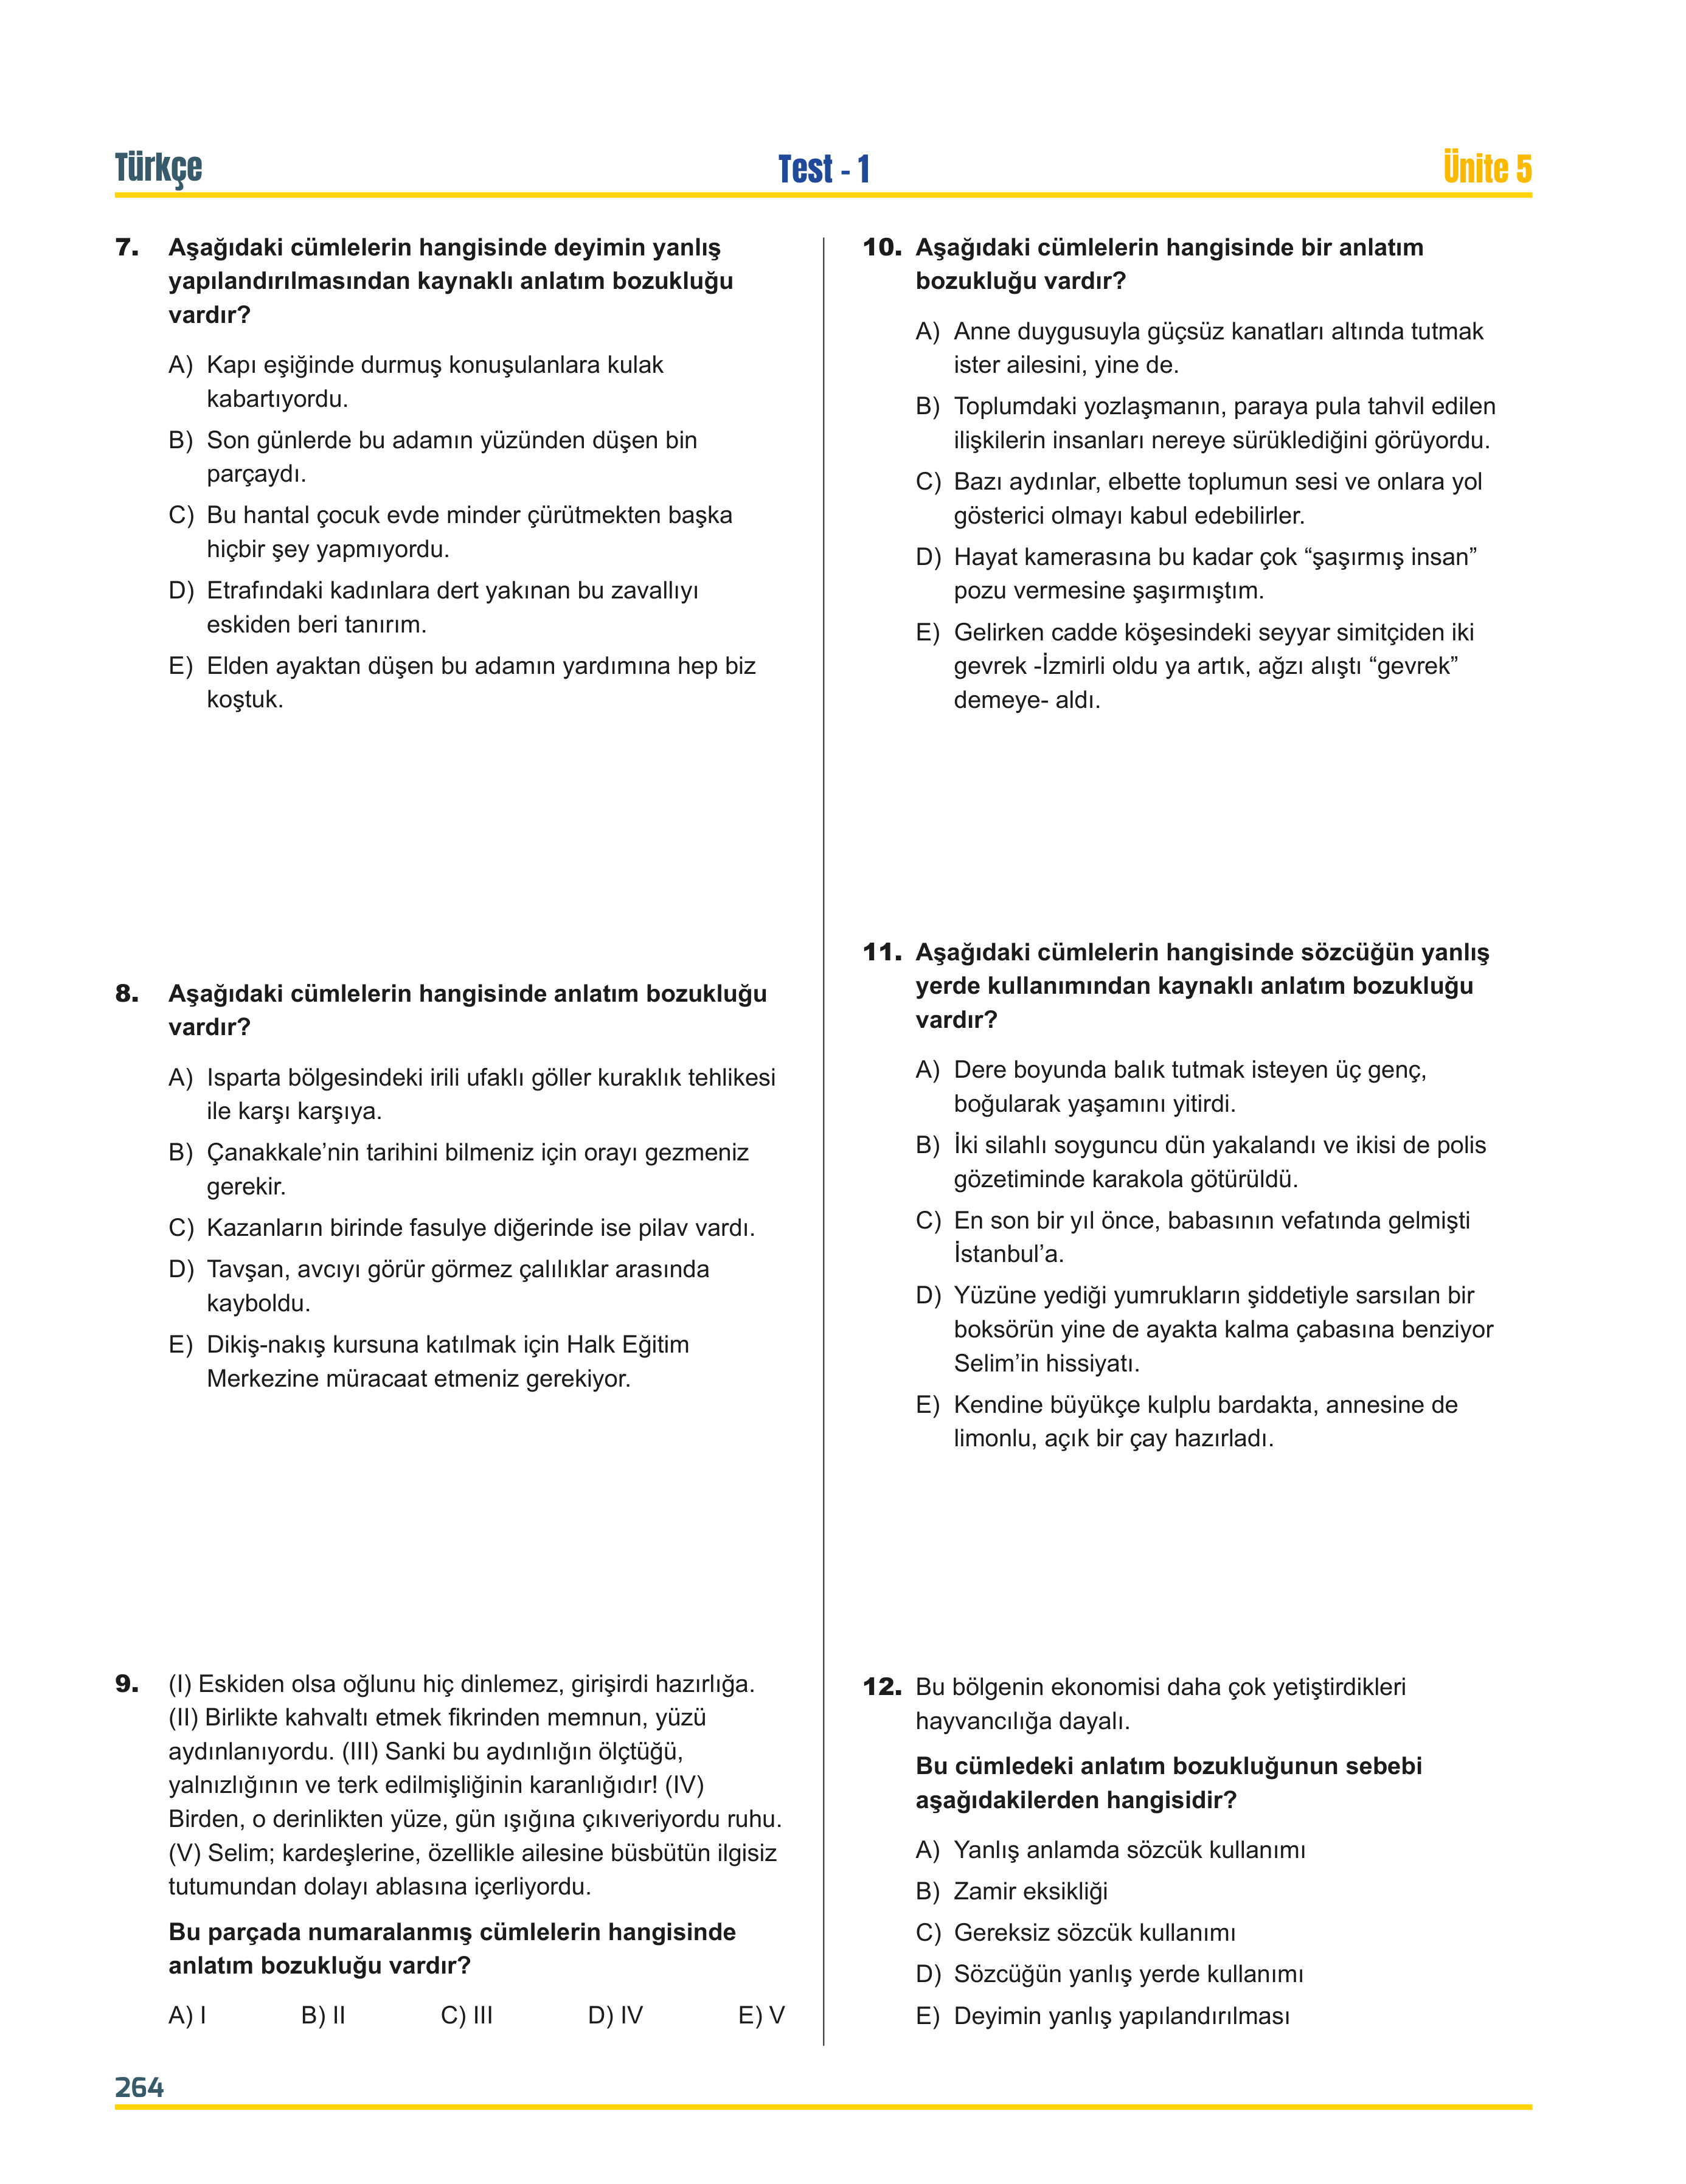 Türkçe
Test - 1
Ünite 5
7. Aşağıdaki cümlelerin hangisinde deyimin yanlış
yapılandırılmasından kaynaklı anlatım bozukluğu
vardır?
A) Kapı eşiğinde durmuş konuşulanlara kulak
kabartıyordu.
B) Son günlerde bu adamın yüzünden düşen bin
parçaydı.
C) Bu hantal çocuk evde minder çürütmekten başka
hiçbir şey yapmıyordu.
D) Etrafındaki kadınlara dert yakınan bu zavallıyı
eskiden beri tanırım.
E) Elden ayaktan düşen bu adamın yardımına hep biz
koştuk.
8. Aşağıdaki cümlelerin hangisinde anlatım bozukluğu
vardır?
A) Isparta bölgesindeki irili ufaklı göller kuraklık tehlikesi
ile karşı karşıya.
B) Çanakkale’nin tarihini bilmeniz için orayı gezmeniz
gerekir.
C) Kazanların birinde fasulye diğerinde ise pilav vardı.
D) Tavşan, avcıyı görür görmez çalılıklar arasında
kayboldu.
E) Dikiş-nakış kursuna katılmak için Halk Eğitim
Merkezine müracaat etmeniz gerekiyor.
9. (I) Eskiden olsa oğlunu hiç dinlemez, girişirdi hazırlığa.
(II) Birlikte kahvaltı etmek fikrinden memnun, yüzü
aydınlanıyordu. (III) Sanki bu aydınlığın ölçtüğü,
yalnızlığının ve terk edilmişliğinin karanlığıdır! (IV)
Birden, o derinlikten yüze, gün ışığına çıkıveriyordu ruhu.
(V) Selim; kardeşlerine, özellikle ailesine büsbütün ilgisiz
tutumundan dolayı ablasına içerliyordu.
Bu parçada numaralanmış cümlelerin hangisinde
anlatım bozukluğu vardır?
A) I B) II C) III D) IV E) V
10. Aşağıdaki cümlelerin hangisinde bir anlatım
bozukluğu vardır?
A) Anne duygusuyla güçsüz kanatları altında tutmak
ister ailesini, yine de.
B) Toplumdaki yozlaşmanın, paraya pula tahvil edilen
ilişkilerin insanları nereye sürüklediğini görüyordu.
C) Bazı aydınlar, elbette toplumun sesi ve onlara yol
gösterici olmayı kabul edebilirler.
D) Hayat kamerasına bu kadar çok “şaşırmış insan”
pozu vermesine şaşırmıştım.
E) Gelirken cadde köşesindeki seyyar simitçiden iki
gevrek -İzmirli oldu ya artık, ağzı alıştı “gevrek”
demeye- aldı.
11. Aşağıdaki cümlelerin hangisinde sözcüğün yanlış
yerde kullanımından kaynaklı anlatım bozukluğu
vardır?
A) Dere boyunda balık tutmak isteyen üç genç,
boğularak yaşamını yitirdi.
B) İki silahlı soyguncu dün yakalandı ve ikisi de polis
gözetiminde karakola götürüldü.
C) En son bir yıl önce, babasının vefatında gelmişti
İstanbul’a.
D) Yüzüne yediği yumrukların şiddetiyle sarsılan bir
boksörün yine de ayakta kalma çabasına benziyor
Selim’in hissiyatı.
E) Kendine büyükçe kulplu bardakta, annesine de
limonlu, açık bir çay hazırladı.
12. Bu bölgenin ekonomisi daha çok yetiştirdikleri
hayvancılığa dayalı.
Bu cümledeki anlatım bozukluğunun sebebi
aşağıdakilerden hangisidir?
A) Yanlış anlamda sözcük kullanımı
B) Zamir eksikliği
C) Gereksiz sözcük kullanımı
D) Sözcüğün yanlış yerde kullanımı
E) Deyimin yanlış yapılandırılması
264